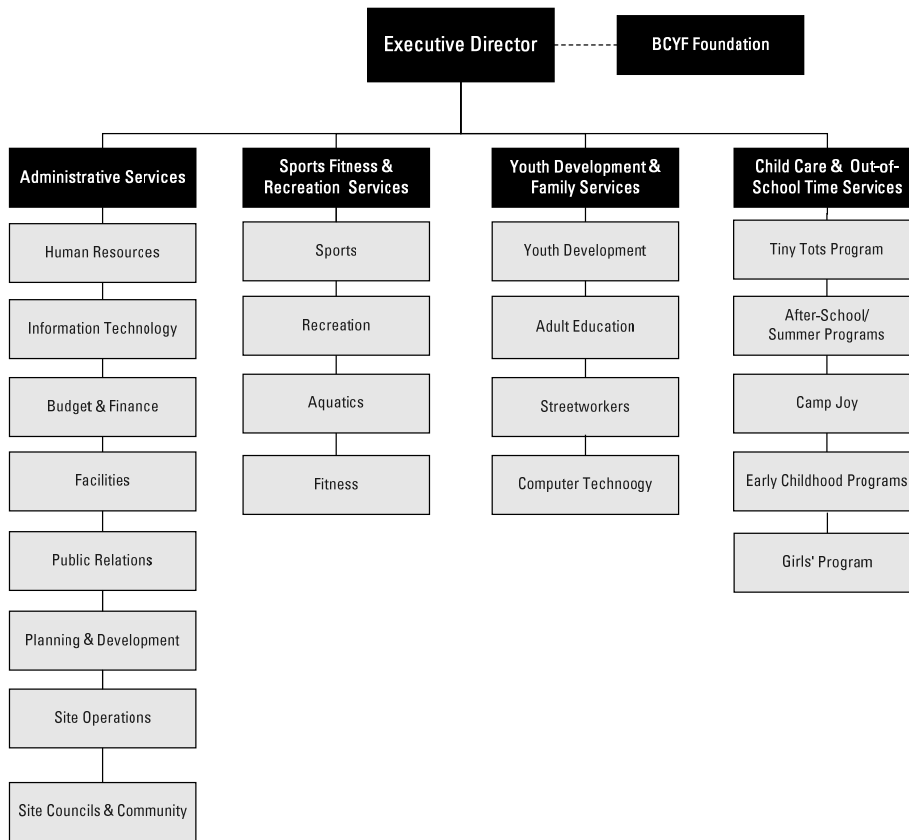 Executive Director
BCYF Foundation
Administrative Services
Human Resources
Information Technology
Budget & Finance
Facilities
Public Relations
Planning & Development
Site Operations
Site Councils & Community
Sports Fitness &
Recreation Services
Sports
Recreation
Aquatics
Fitness
Youth Development &
Family Services
Youth Development
Adult Education
Streetworkers
Computer Technoogy
Child Care & Out-of-
School Time Services
Tiny Tots Program
After-School/
Summer Programs
Camp Joy
Early Childhood Programs
Girls' Program